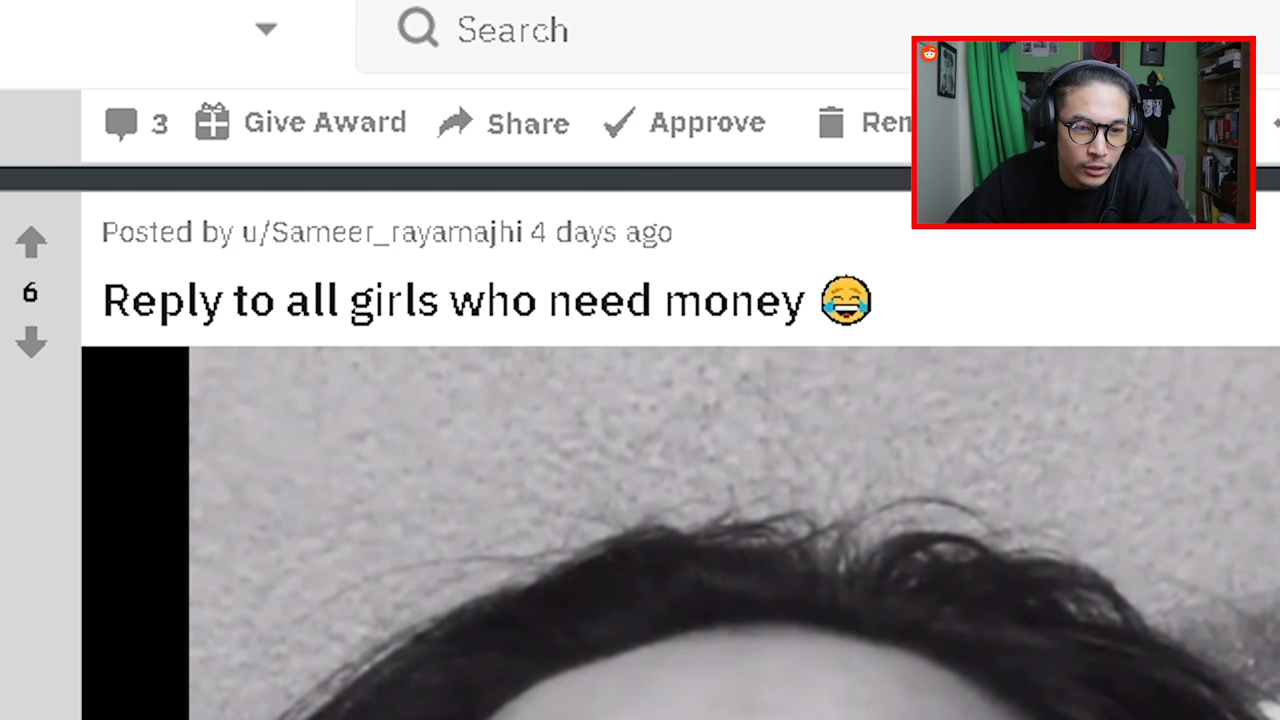 Search
3 Give Award Share Approve
Posted by u/Sameer_rayamajhi 4 days ago
6
Reply to all girls who need money 😂